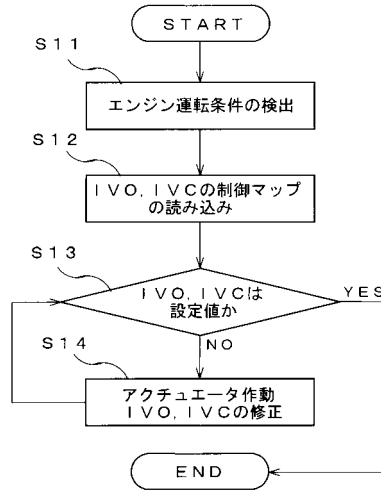 START
S11
エンジン運転条件の検出
S12
IVO,IVCの制御マップ
の読み込み
S13
IVO,IVCは
設定値か
YES
NO
S14
アクチュエータ作動
IVO,IVCの修正
END